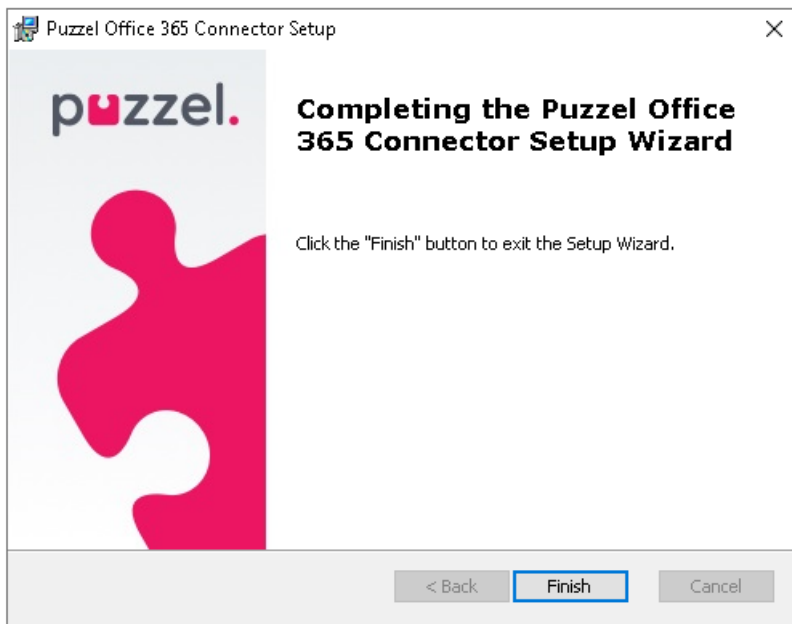 Puzzel Office 365 Connector Setup
puzzel.
Completing the Puzzel Office
365 Connector Setup Wizard
Click the "Finish" button to exit the Setup Wizard.
< Back Finish Cancel